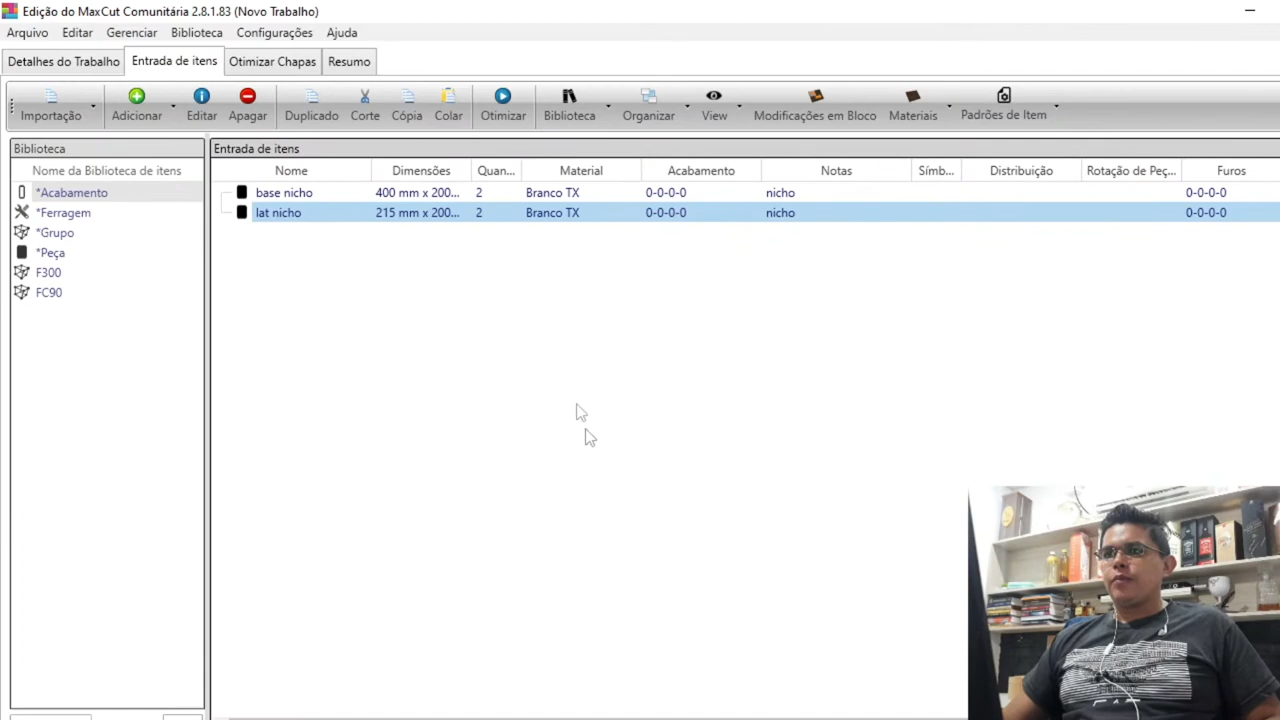 Edição do MaxCut Comunitária 2.8.1.83 (Novo Trabalho)
Arquivo Editar Gerenciar Biblioteca Configurações Ajuda
Detalhes do Trabalho Entrada de itens Otimizar Chapas Resumo
Importação Adicionar Editar Apagar Duplicado Corte Cópia Colar Otimizar Biblioteca Organizar View Modificações em Bloco Materiais Padrões de Item
Biblioteca
Nome da Biblioteca de itens
*Acabamento
*Ferragem
*Grupo
*Peça
F300
FC90
Entrada de itens
Nome Dimensões Quan... Material Acabamento Notas Símb... Distribuição Rotação de Peç... Furos
base nicho 400 mm x 200... 2 Branco TX 0-0-0-0 nicho 0-0-0-0
lat nicho 215 mm x 200... 2 Branco TX 0-0-0-0 nicho 0-0-0-0